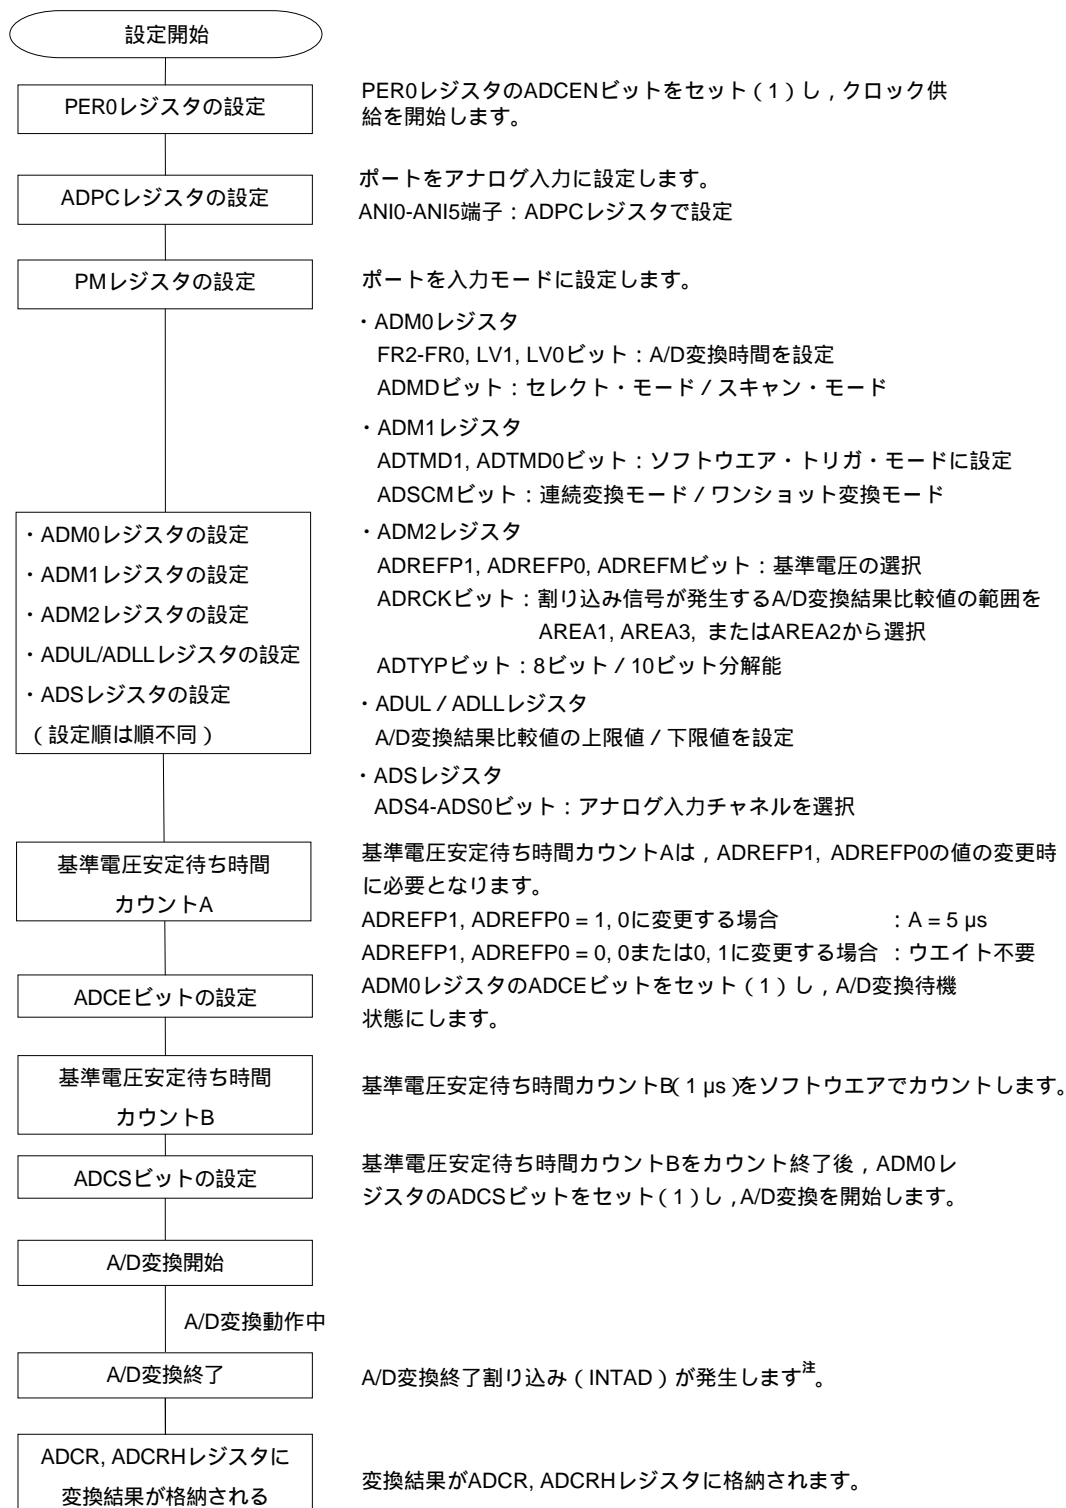 設定開始
PER0レジスタの設定
PER0レジスタのADCENビットをセット（1）し，クロック供
給を開始します。
ADPCレジスタの設定
ポートをアナログ入力に設定します。
ANI0-ANI5端子：ADPCレジスタで設定
PMレジスタの設定
ポートを入力モードに設定します。
・ADM0レジスタの設定
・ADM1レジスタの設定
・ADM2レジスタの設定
・ADUL/ADLLレジスタの設定
・ADSレジスタの設定
（設定順は順不同）
・ADM0レジスタ
FR2-FR0, LV1, LV0ビット：A/D変換時間を設定
ADMDビット：セレクト・モード／スキャン・モード
・ADM1レジスタ
ADTMD1, ADTMD0ビット：ソフトウエア・トリガ・モードに設定
ADSCMビット：連続変換モード／ワンショット変換モード
・ADM2レジスタ
ADREFP1, ADREFP0, ADREFMビット：基準電圧の選択
ADRCKビット：割り込み信号が発生するA/D変換結果比較値の範囲を
AREA1, AREA3, またはAREA2から選択
ADTYPビット：8ビット／10ビット分解能
・ADUL／ADLLレジスタ
A/D変換結果比較値の上限値／下限値を設定
・ADSレジスタ
ADS4-ADS0ビット：アナログ入力チャネルを選択
基準電圧安定待ち時間
カウントA
基準電圧安定待ち時間カウントAは，ADREFP1, ADREFP0の値の変更時
に必要となります。
ADREFP1, ADREFP0 = 1, 0に変更する場合　　　　　：A = 5 µs
ADREFP1, ADREFP0 = 0, 0または0, 1に変更する場合 ：ウエイト不要
ADCEビットの設定
ADM0レジスタのADCEビットをセット（1）し，A/D変換待機
状態にします。
基準電圧安定待ち時間
カウントB
基準電圧安定待ち時間カウントB(1 µs)をソフトウエアでカウントします。
ADCSビットの設定
基準電圧安定待ち時間カウントBをカウント終了後，ADM0レ
ジスタのADCSビットをセット（1）し，A/D変換を開始します。
A/D変換開始
A/D変換動作中
A/D変換終了
A/D変換終了割り込み（INTAD）が発生します注。
ADCR, ADCRHレジスタに
変換結果が格納される
変換結果がADCR, ADCRHレジスタに格納されます。